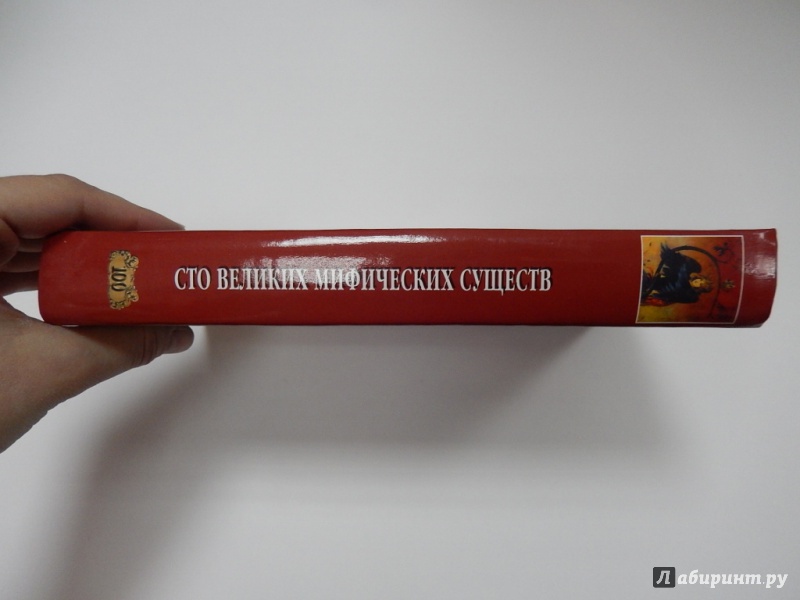 100
СТО ВЕЛИКИХ МИФИЧЕСКИХ СУЩЕСТВ
Лабиринт.ру